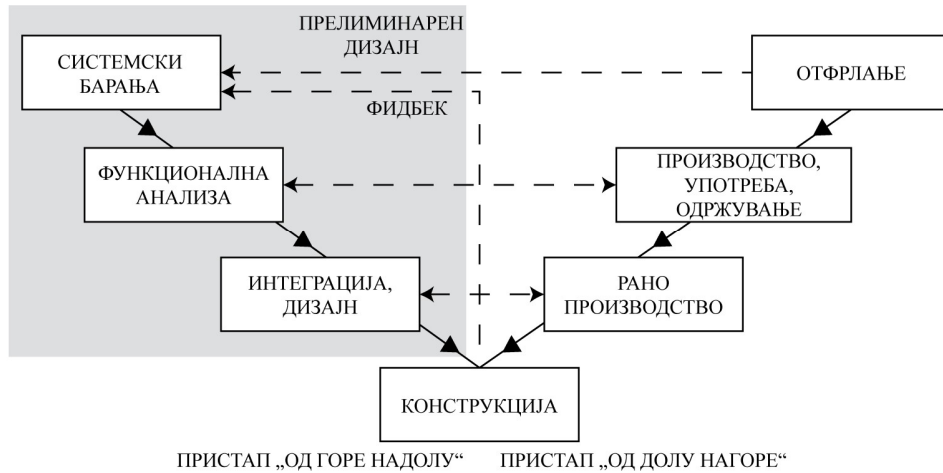 ПРЕЛИМИНАРЕН
ДИЗАЈН
СИСТЕМСКИ
БАРАЊА
ОТФРЛАЊЕ
ФИДБЕК
ФУНКЦИОНАЛНА
АНАЛИЗА
ПРОИЗВОДСТВО,
УПОТРЕБА,
ОДРЖУВАЊЕ
ИНТЕГРАЦИЈА,
ДИЗАЈН
РАНО
ПРОИЗВОДСТВО
КОНСТРУКЦИЈА
ПРИСТАП „ОД ГОРЕ НАДОЛУ“
ПРИСТАП „ОД ДОЛУ НАГОРЕ“